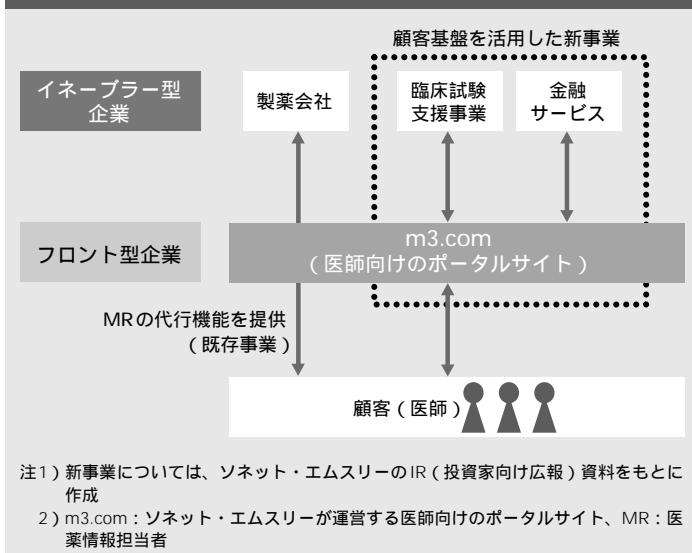 顧客基盤を活用した新事業
イネーブラー型
企業
製薬会社
臨床試験
支援事業
金融
サービス
フロント型企業
m3.com
（医師向けのポータルサイト）
MRの代行機能を提供
（既存事業）
顧客（医師）
注1）新事業については、ソネット・エムスリーのIR（投資家向け広報）資料をもとに
作成
2）m3.com：ソネット・エムスリーが運営する医師向けのポータルサイト、MR：医
薬情報担当者